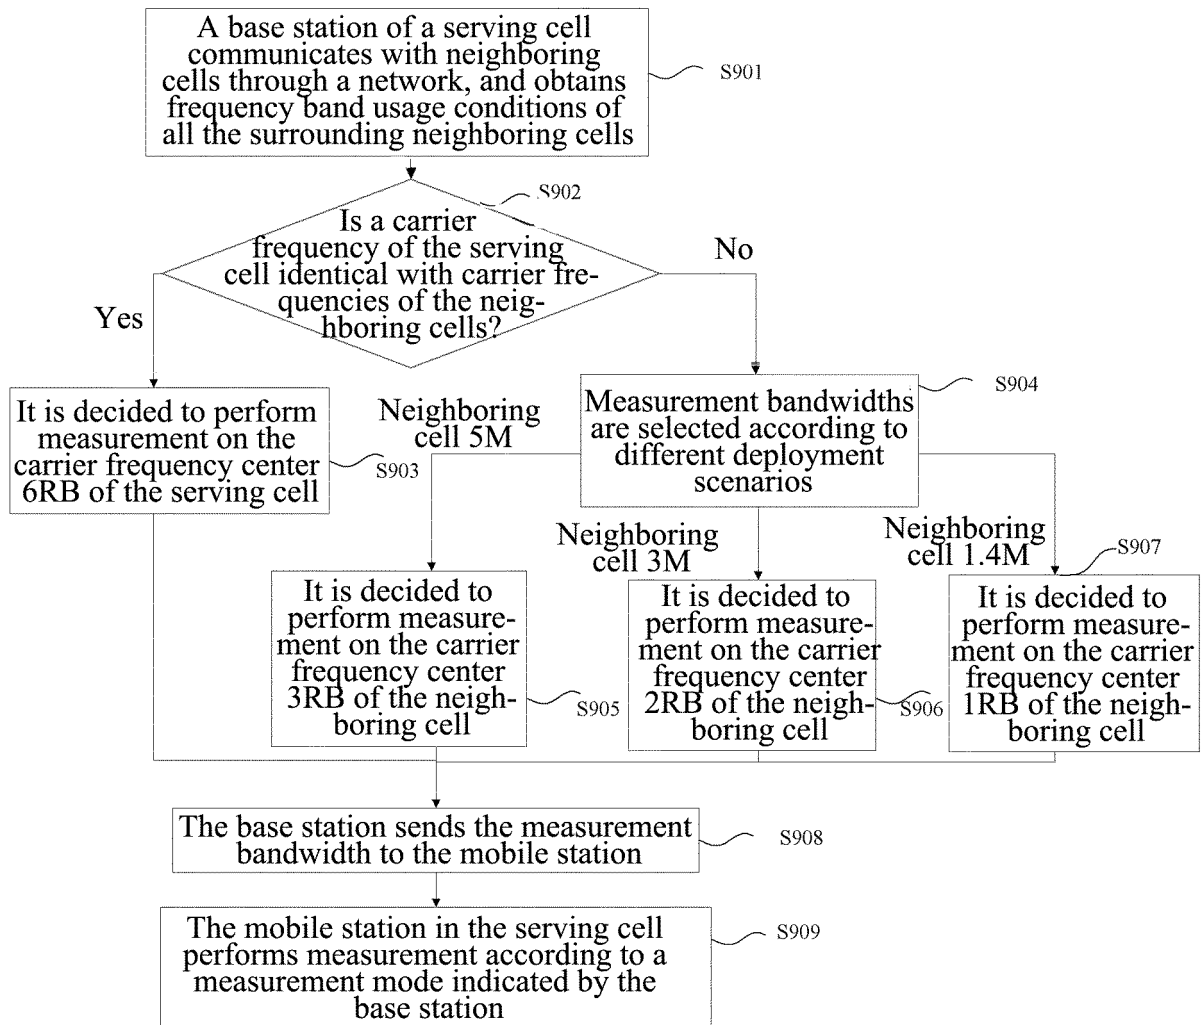 A base station of a serving cell
communicates with neighboring
cells through a network, and obtains
frequency band usage conditions of
all the surrounding neighboring cells
S901
S902
Is a carrier
frequency of the serving
cell identical with carrier fre-
quencies of the neig-
hboring cells?
No
Yes
S904
Measurement bandwidths
are selected according to
different deployment
scenarios
It is decided to perform
measurement on the
carrier frequency center
6RB of the serving cell
S903
Neighboring
cell 5M
Neighboring
cell 3M
Neighboring
cell 1.4M
S907
It is decided to
perform measure-
ment on the carrier
frequency center
3RB of the neigh-
boring cell
S905
It is decided to
perform measure-
ment on the carrier
frequency center
2RB of the neigh-
boring cell
S906
It is decided to
perform measure-
ment on the carrier
frequency center
1RB of the neigh-
boring cell
The base station sends the measurement
bandwidth to the mobile station
S908
The mobile station in the serving cell
performs measurement according to a
measurement mode indicated by the
base station
S909